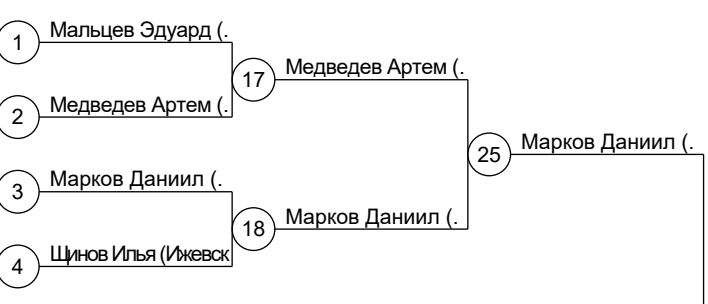 1 Мальцев Эдуард (.
17 Медведев Артем (.
2 Медведев Артем (.
25 Марков Даниил (.
3 Марков Даниил (.
18 Марков Даниил (.
4 Щинов Илья (Ижевск